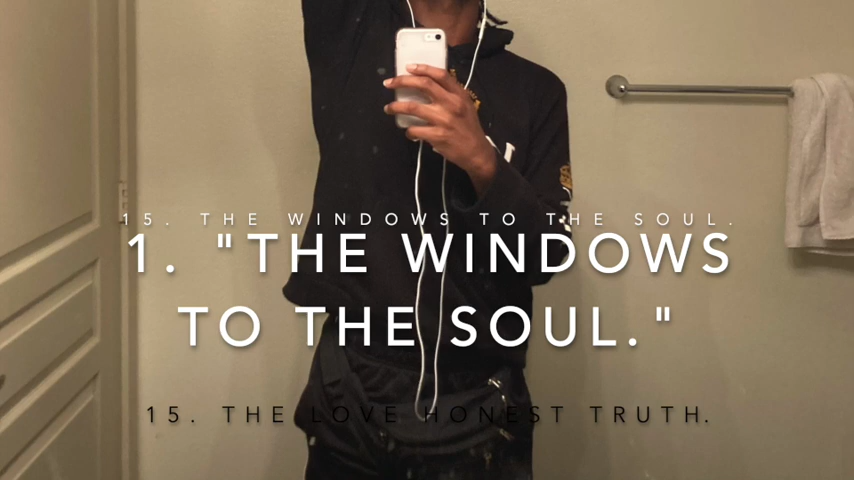 15. THE WINDOWS TO THE SOUL.
1. "THE WINDOWS
TO THE SOUL."
15. THE LOVE HONEST TRUTH.